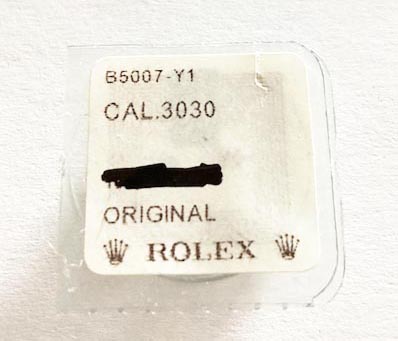 B5007-Y1
CAL.3030
ORIGINAL
ROLEX